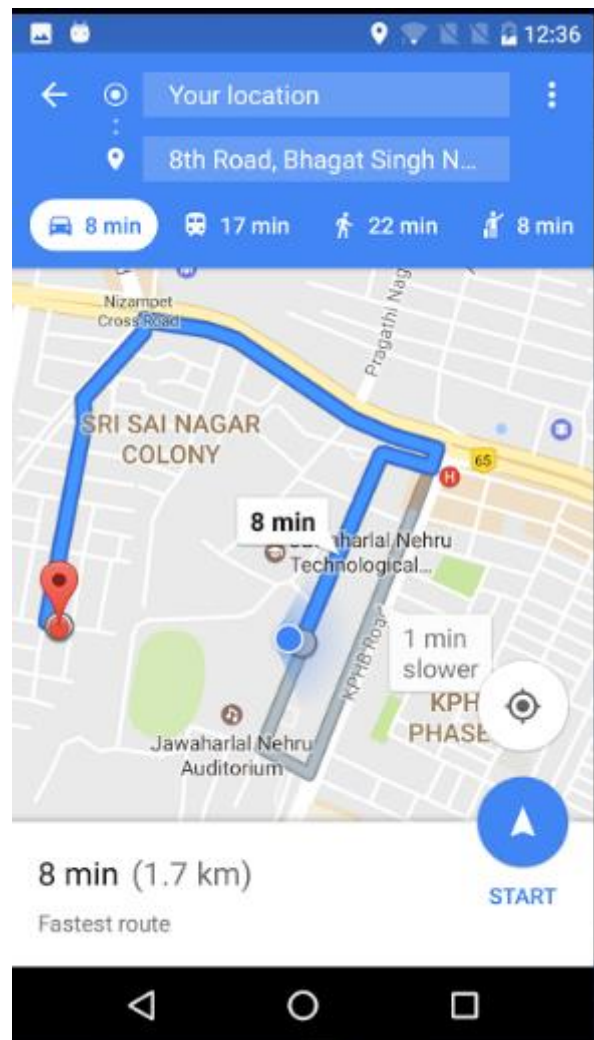 12:36
Your location
8th Road, Bhagat Singh N...
8 min
17 min
22 min
8 min
Nizampet
Cross Road
Pragathi Nag
SRI SAI NAGAR
COLONY
65
H
8 min
harlal Nehru
Technological...
KPHB Road
1 min
slower
KPH
PHASE
Jawaharlal Nehru
Auditorium
8 min (1.7 km)
Fastest route
START